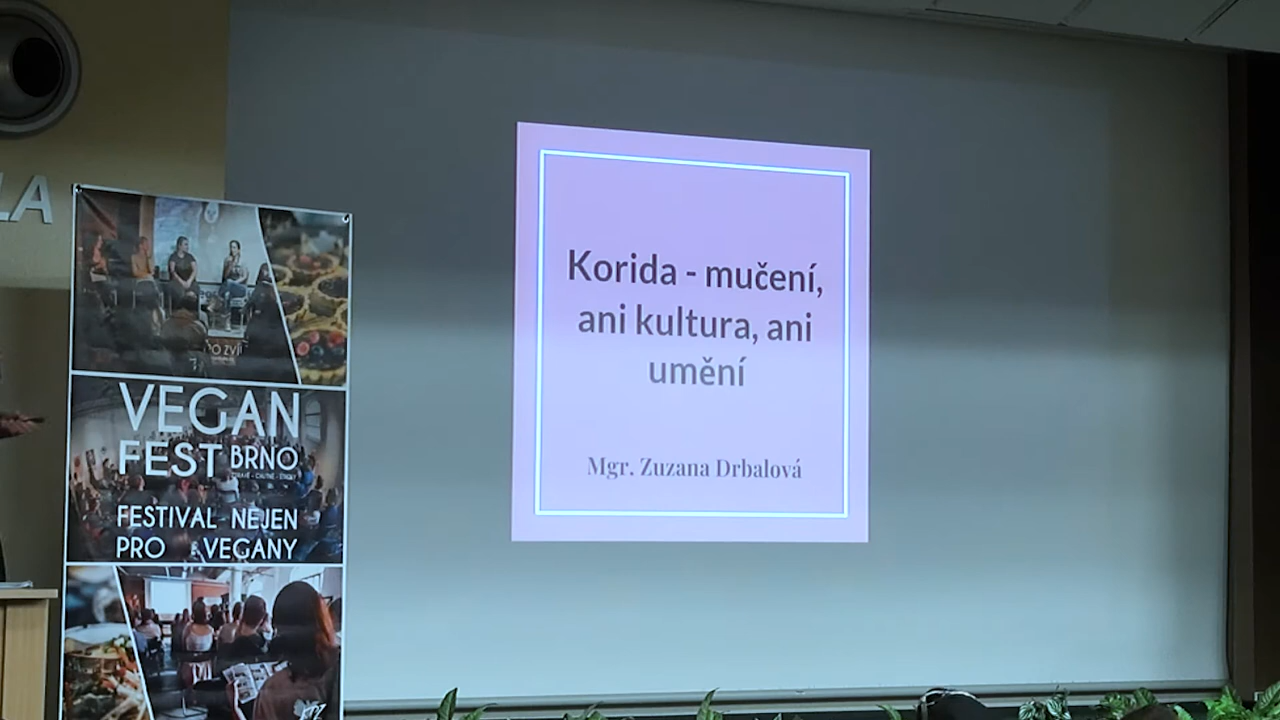 LA
VEGAN
FEST BRNO
FESTIVAL NEJEN
PRO VEGANY
Korida - mučení,
ani kultura, ani
umění
Mgr. Zuzana Drbalová